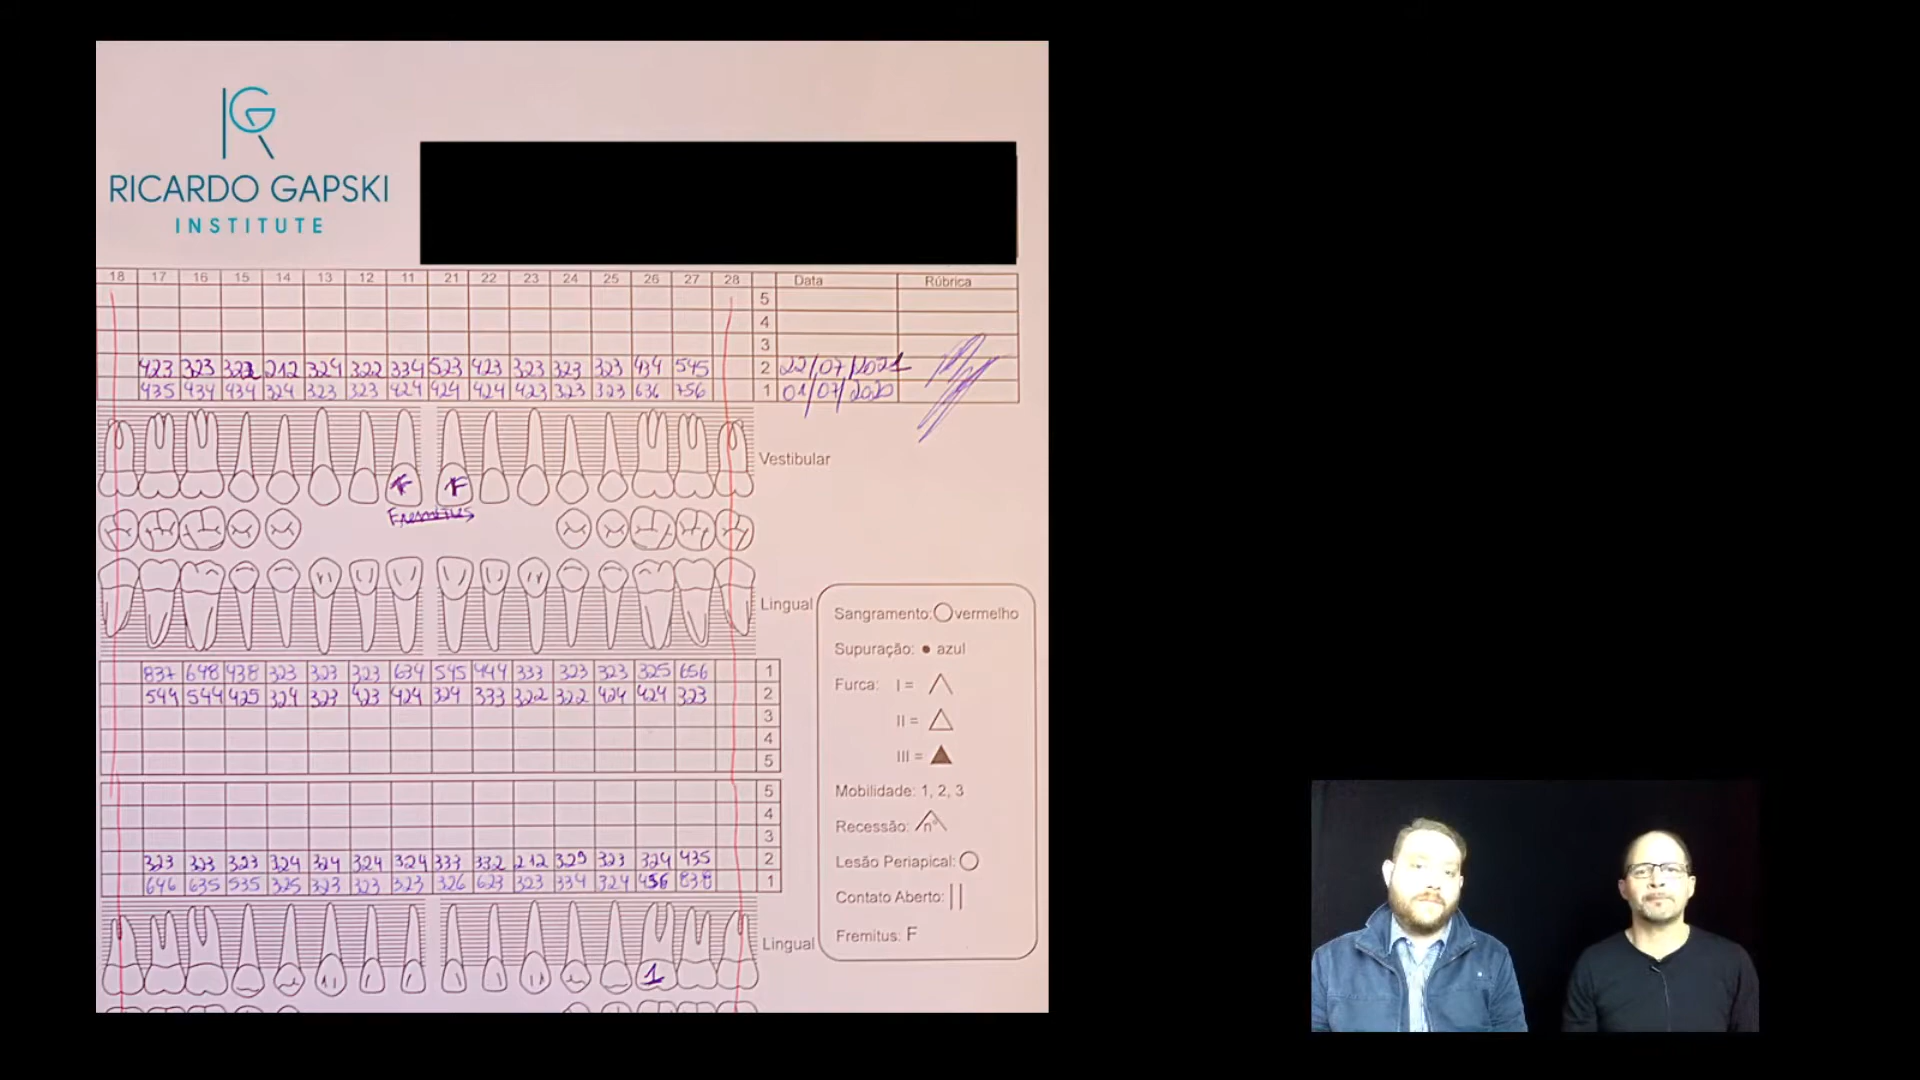 RG
RICARDO GAPSKI
INSTITUTE
18 17 16 15 14 13 12 11 21 22 23 24 25 26 27 28 Data Rúbrica
5
4
3
423 323 322 212 324 322 334 523 423 323 323 323 434 545 2 22/07/2021
435 434 434 324 323 323 424 424 424 423 323 323 636 756 1 01/07/2020
Vestibular
F F
Fremitus
Lingual
837 648 438 323 323 323 634 545 444 333 323 323 325 656 1
544 544 425 324 323 423 424 324 333 322 322 424 424 323 2
3
4
5
5
4
3
323 323 323 324 324 324 324 333 332 212 323 323 324 435 2
646 635 535 325 323 323 323 326 623 323 334 324 456 838 1
Lingual
1
Sangramento: vermelho
Supuração: ● azul
Furca: I =
II =
III =
Mobilidade: 1, 2, 3
Recessão: n
Lesão Periapical:
Contato Aberto: ||
Fremitus: F